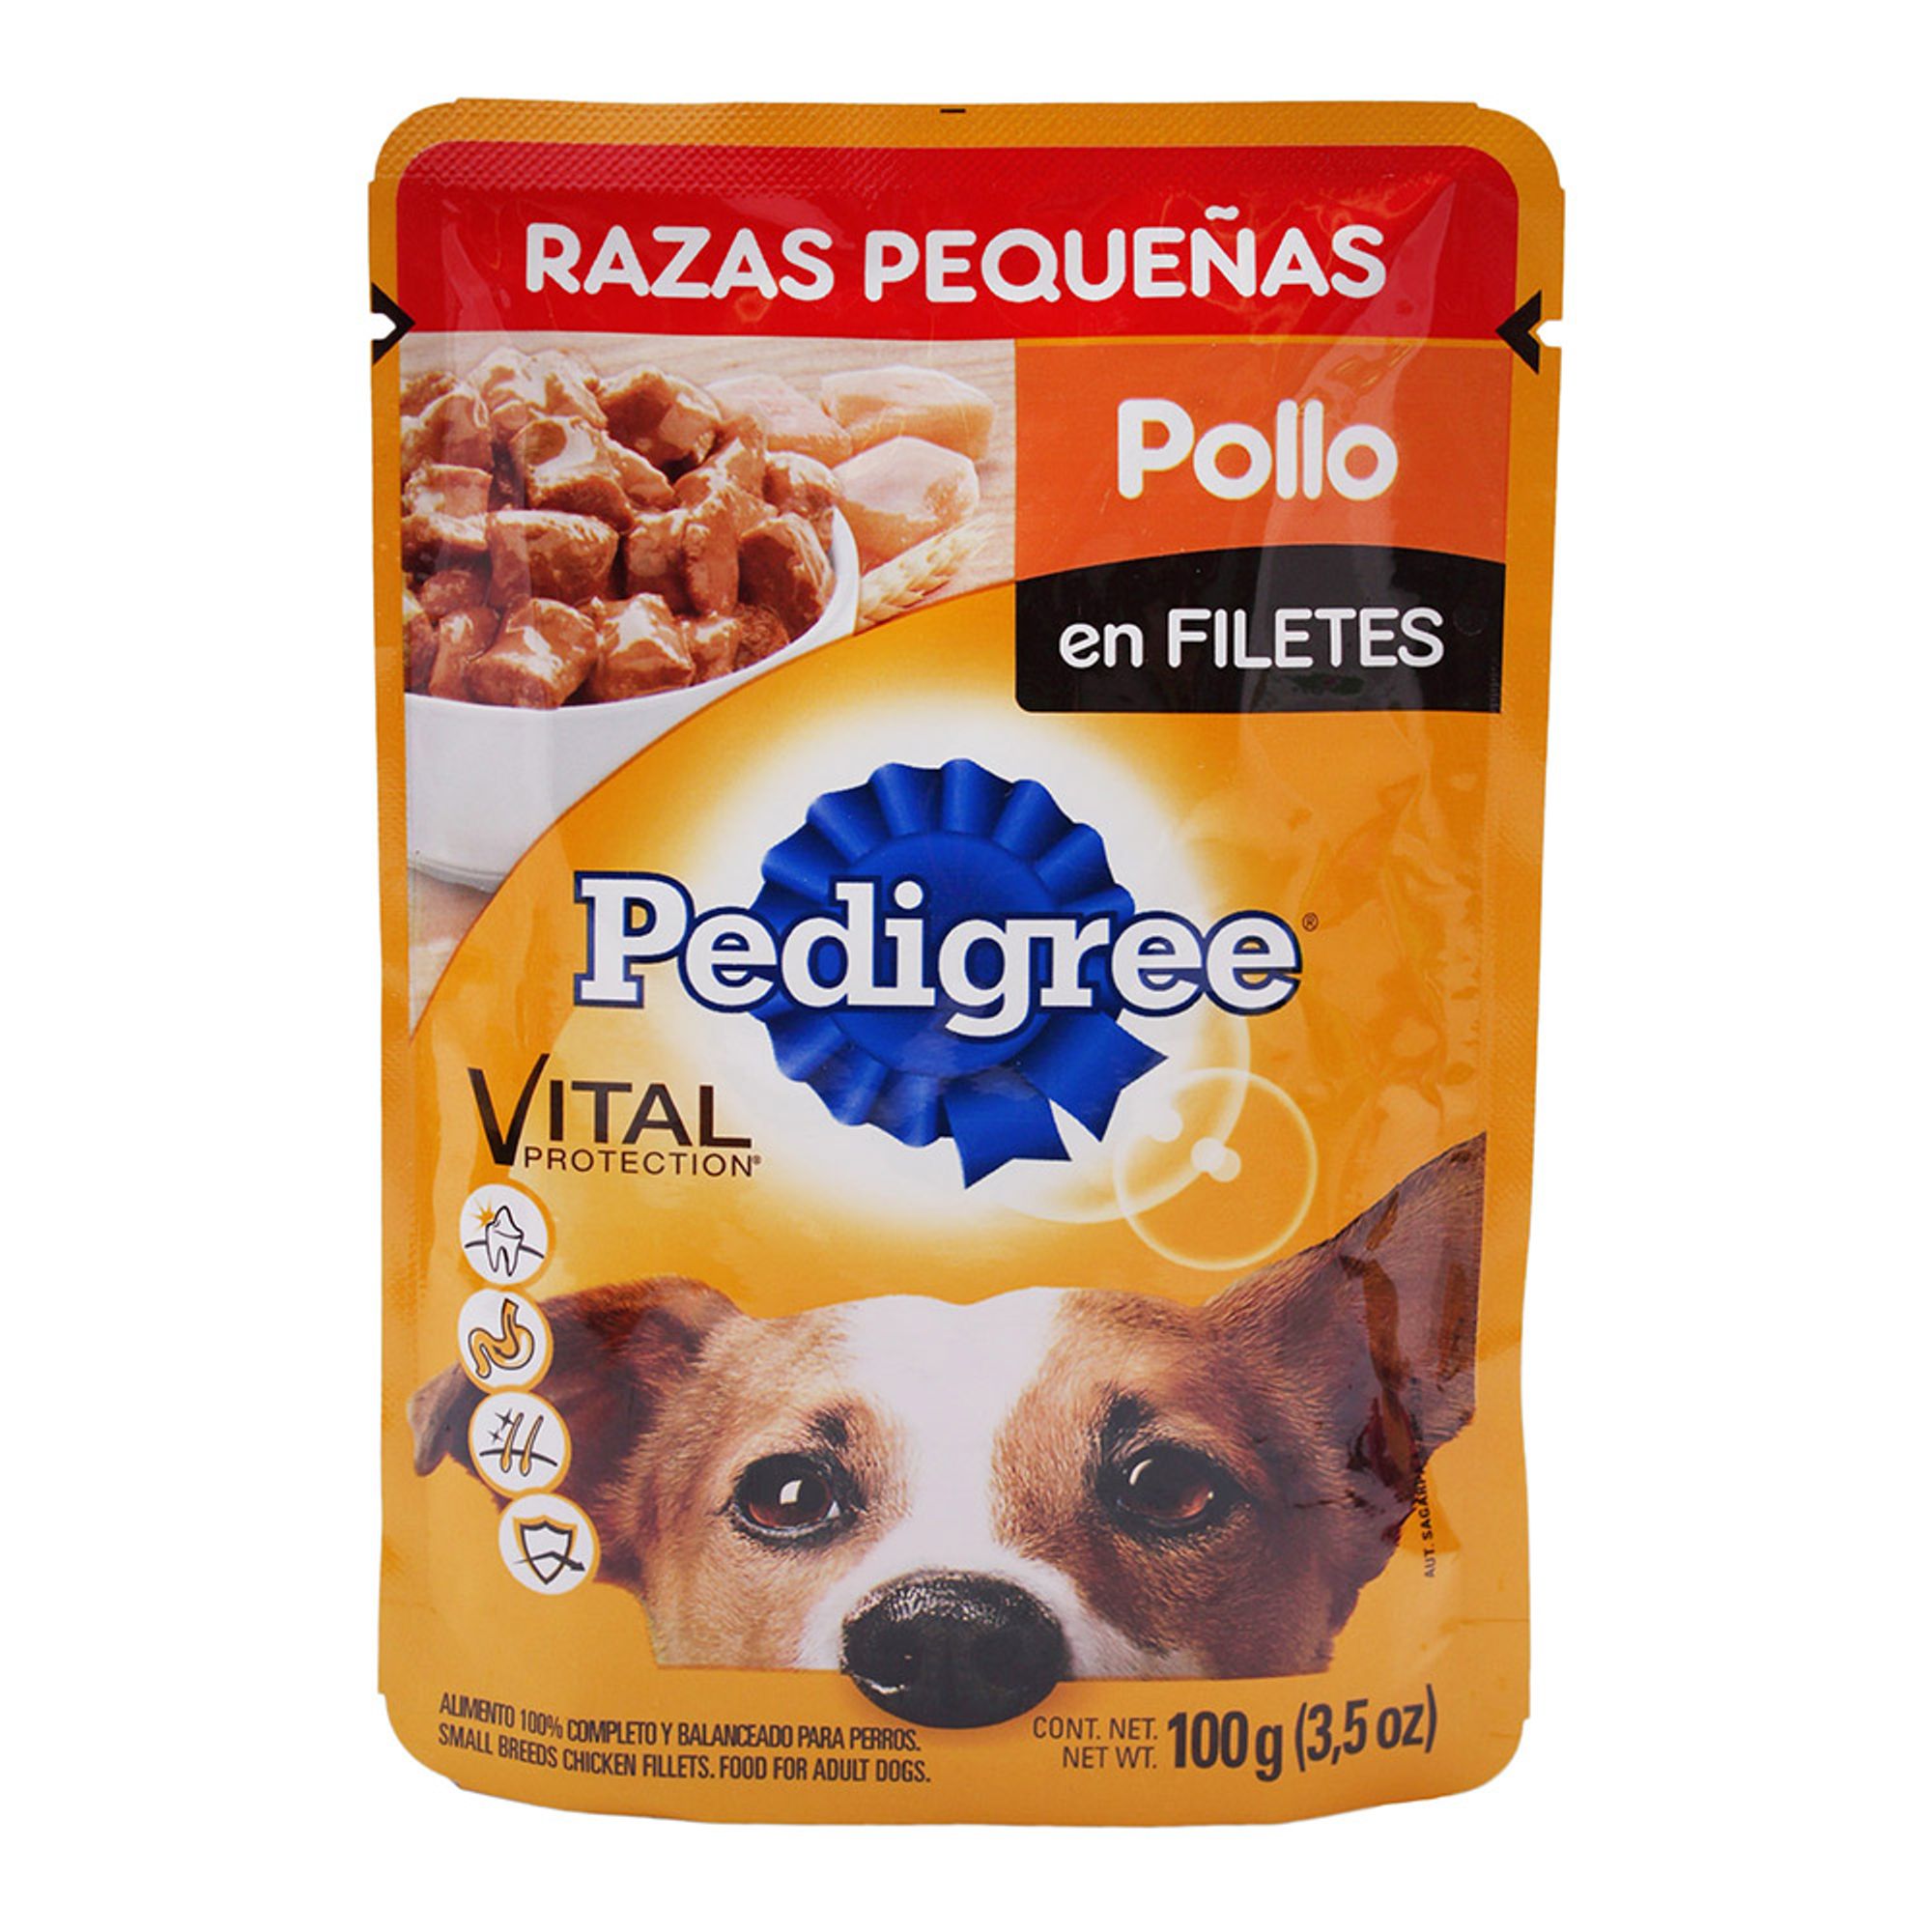 RAZAS PEQUEÑAS
Pollo
en FILETES
Pedigree®
VITAL
PROTECTION®
AUT. SAGARPA
ALIMENTO 100% COMPLETO Y BALANCEADO PARA PERROS.
SMALL BREEDS CHICKEN FILLETS. FOOD FOR ADULT DOGS.
CONT. NET.
NET WT. 100g (3,5 oz)